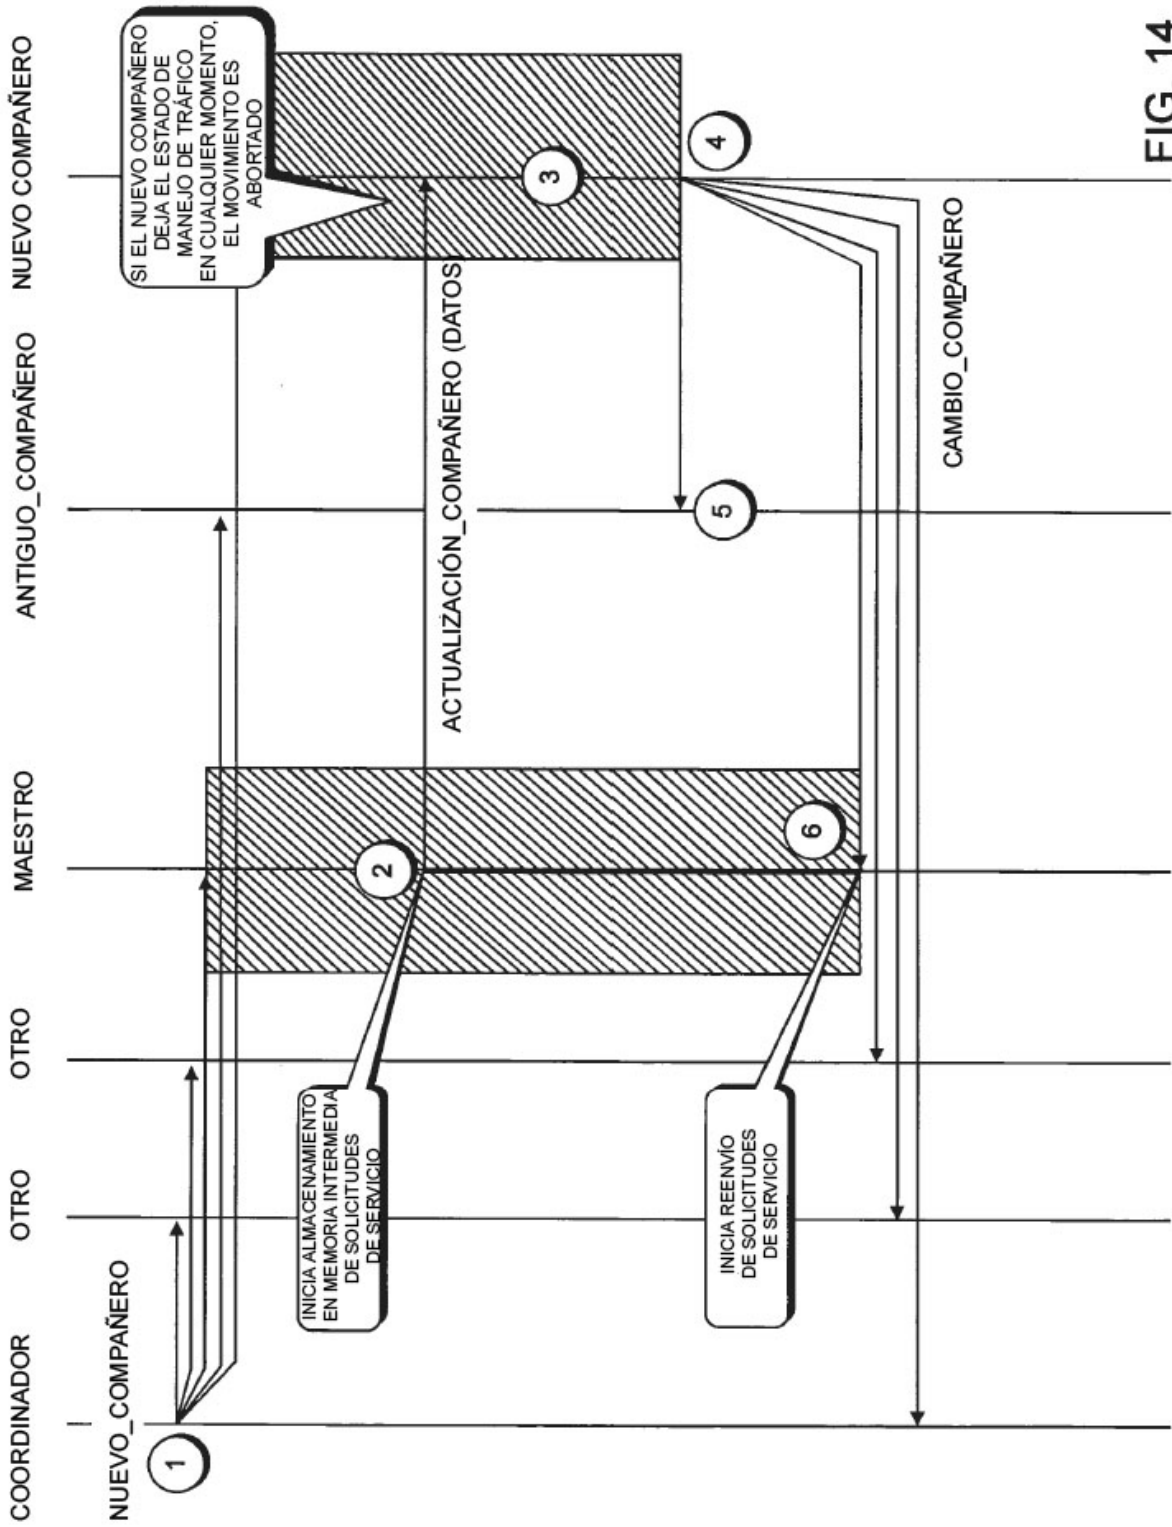 COORDINADOR OTRO OTRO MAESTRO ANTIGUO_COMPAÑERO NUEVO COMPAÑERO
NUEVO_COMPAÑERO
1
SI EL NUEVO COMPAÑERO
DEJA EL ESTADO DE
MANEJO DE TRÁFICO
EN CUALQUIER MOMENTO,
EL MOVIMIENTO ES
ABORTADO
INICIA ALMACENAMIENTO
EN MEMORIA INTERMEDIA
DE SOLICITUDES
DE SERVICIO
2
ACTUALIZACIÓN_COMPAÑERO (DATOS)
3
4
5
6
INICIA REENVÍO
DE SOLICITUDES
DE SERVICIO
CAMBIO_COMPAÑERO
FIG. 14